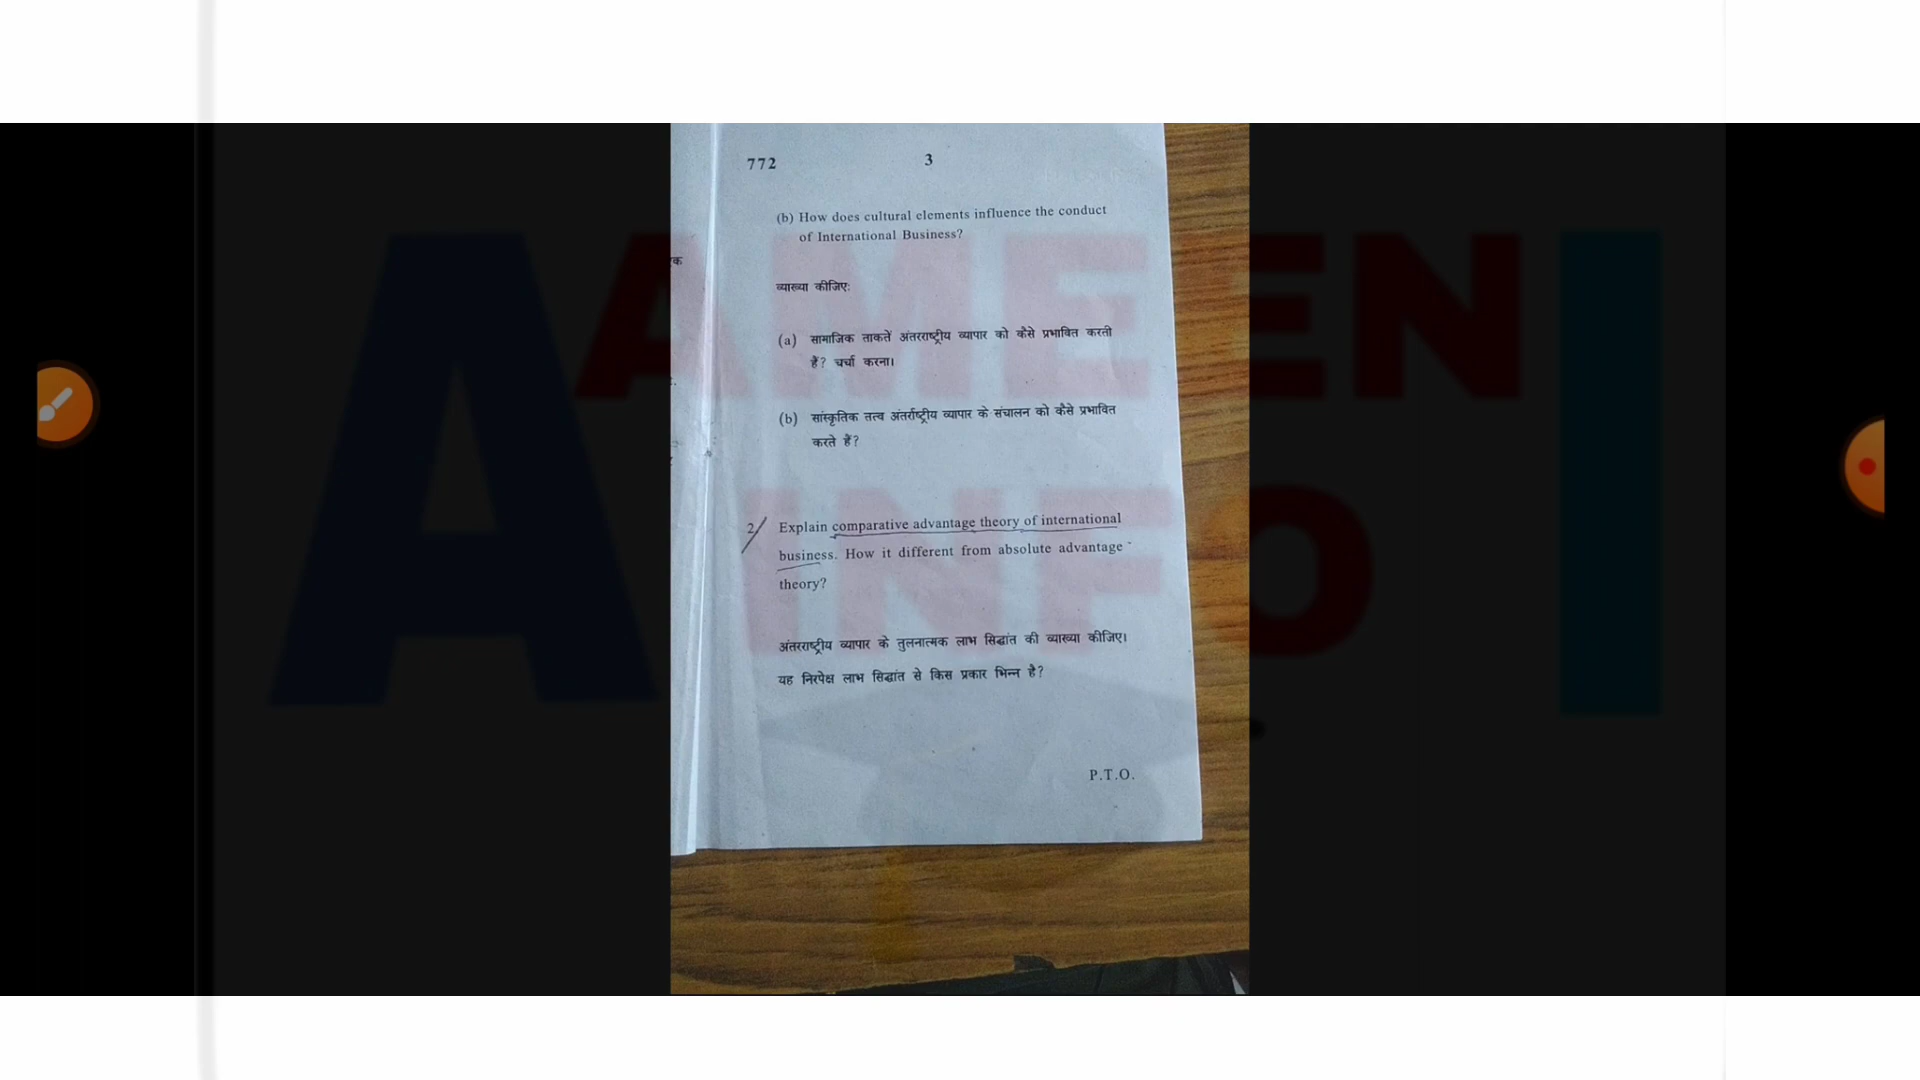 772 3
(b) How does cultural elements influence the conduct
of International Business?
व्याख्या कीजिए:
(a) सामाजिक ताकतें अंतरराष्ट्रीय व्यापार को कैसे प्रभावित करती
हैं? चर्चा करना।
(b) सांस्कृतिक तत्व अंतर्राष्ट्रीय व्यापार के संचालन को कैसे प्रभावित
करते हैं?
2 Explain comparative advantage theory of international
business. How it different from absolute advantage
theory?
अंतरराष्ट्रीय व्यापार के तुलनात्मक लाभ सिद्धांत की व्याख्या कीजिए।
यह निरपेक्ष लाभ सिद्धांत से किस प्रकार भिन्न है?
P.T.O.
A AMEEN
INFO